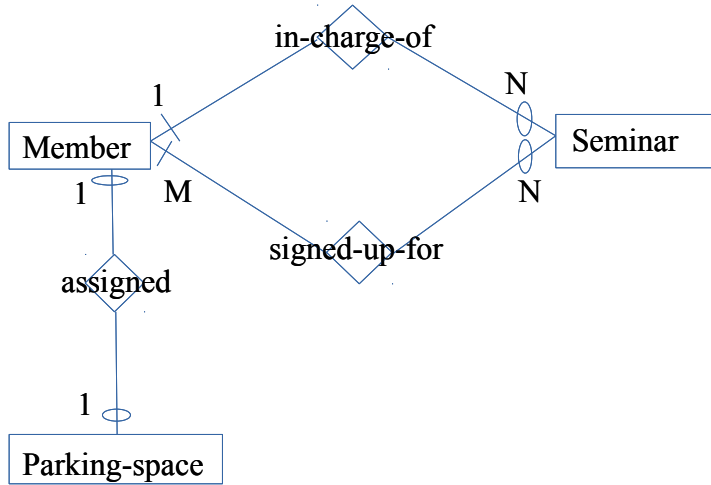 in-charge-of
1
N
Member
Seminar
1
M
N
signed-up-for
assigned
1
Parking-space